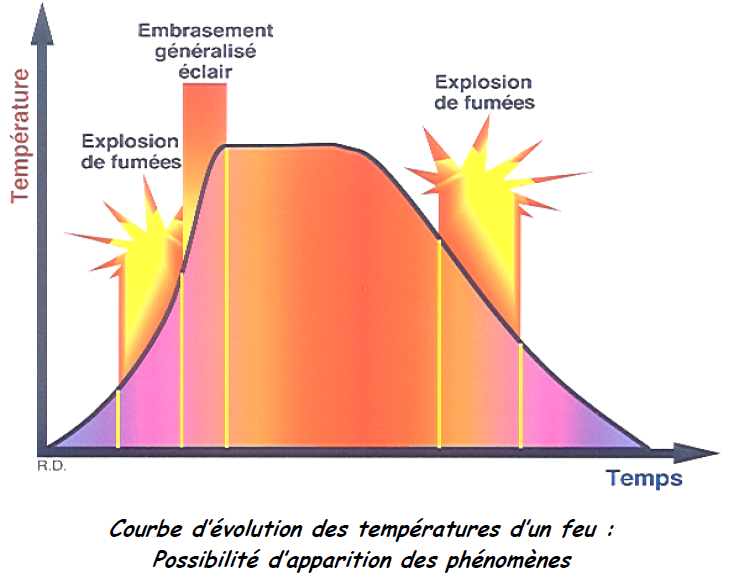 Embrasement
généralisé
éclair
Explosion
de fumées
Explosion
de fumées
Température
R.D.
Temps
Courbe d'évolution des températures d'un feu :
Possibilité d'apparition des phénomènes